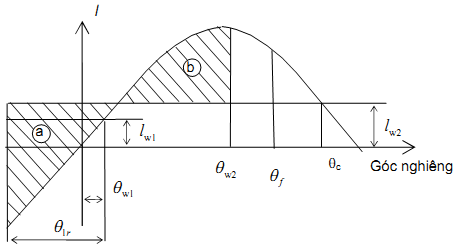 l
b
a
l_w1
l_w2
θ_w1
θ_w2
θ_f
θ_c
Góc nghiêng
θ_1r